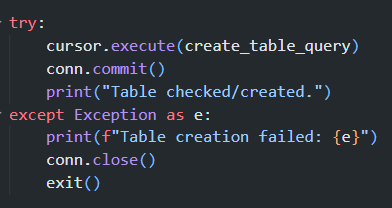 try:
    cursor.execute(create_table_query)
    conn.commit()
    print("Table checked/created.")
except Exception as e:
    print(f"Table creation failed: {e}")
    conn.close()
    exit()